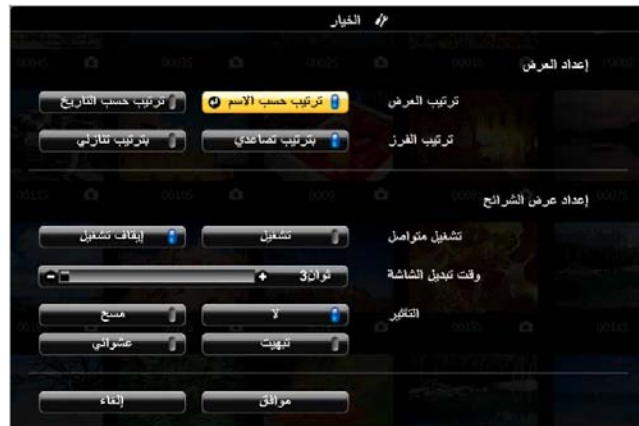 الخيار
إعداد العرض
ترتيب العرض ترتيب حسب الاسم ترتيب حسب التاريخ
ترتيب الفرز بترتيب تصاعدي بترتيب تنازلي
إعداد عرض الشرائح
تشغيل متواصل تشغيل إيقاف تشغيل
وقت تبديل الشاشة ثوان3 + -
التأثير لا مسح
تبهيت عشوائي
موافق إلغاء